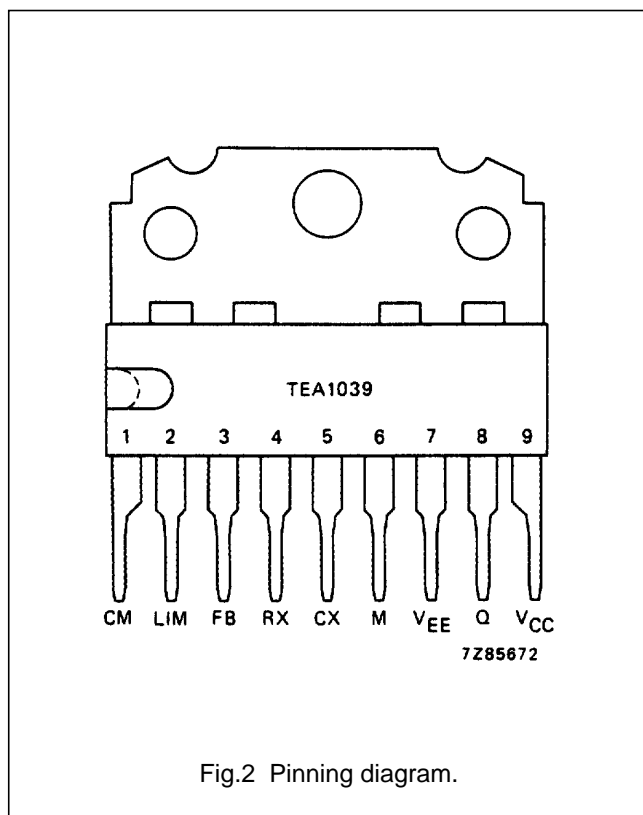 TEA1039
1 2 3 4 5 6 7 8 9
CM LIM FB RX CX M VEE Q VCC
7Z85672
Fig.2 Pinning diagram.